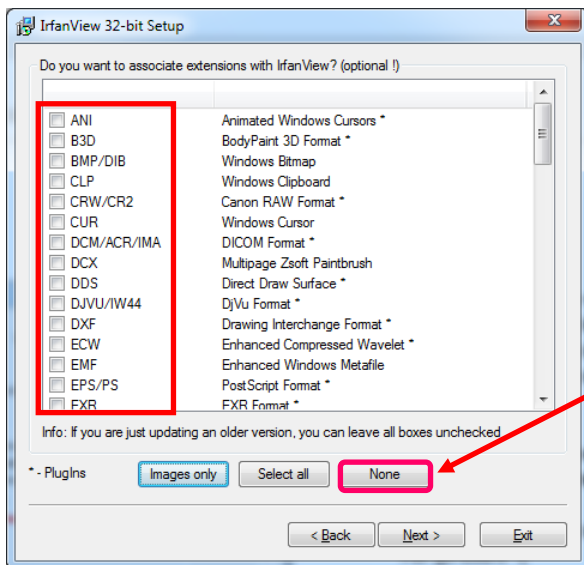 IrfanView 32-bit Setup
Do you want to associate extensions with IrfanView? (optional !)
ANI Animated Windows Cursors *
B3D BodyPaint 3D Format *
BMP/DIB Windows Bitmap
CLP Windows Clipboard
CRW/CR2 Canon RAW Format *
CUR Windows Cursor
DCM/ACR/IMA DICOM Format *
DCX Multipage Zsoft Paintbrush
DDS Direct Draw Surface *
DJVU/IW44 DjVu Format *
DXF Drawing Interchange Format *
ECW Enhanced Compressed Wavelet *
EMF Enhanced Windows Metafile
EPS/PS PostScript Format *
EXR EXR Format *
Info: If you are just updating an older version, you can leave all boxes unchecked
* - PlugIns Images only Select all None
< Back Next > Exit